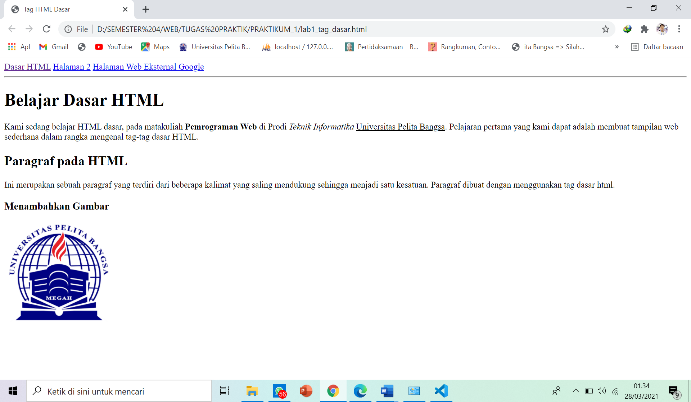 Tag HTML Dasar
File D:/SEMESTER%204/WEB/TUGAS%20PRAKTIK/PRAKTIKUM_1/lab1_tag_dasar.html
Apl Gmail YouTube Maps Universitas Pelita B... localhost / 127.0.0.... Pertidaksamaan - B... Rangkuman, Conto... Ita Bangsa => Silah... » Daftar bacaan
Dasar HTML Halaman 2 Halaman Web Eksternal Google
Belajar Dasar HTML
Kami sedang belajar HTML dasar, pada matakuliah Pemrograman Web di Prodi Teknik Informatika Universitas Pelita Bangsa. Pelajaran pertama yang kami dapat adalah membuat tampilan web
sederhana dalam rangka mengenal tag-tag dasar HTML.
Paragraf pada HTML
Ini merupakan sebuah paragraf yang terdiri dari beberapa kalimat yang saling mendukung sehingga menjadi satu kesatuan. Paragraf dibuat dengan menggunakan tag dasar html.
Menambahkan Gambar
UNIVERSITAS PELITA BANGSA
MEGAH
Ketik di sini untuk mencari
01.34
28/03/2021